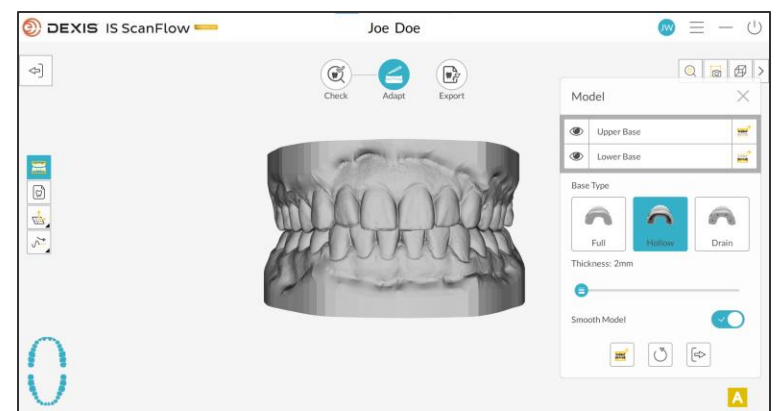 DEXIS IS ScanFlow
Joe Doe
JW
Check
Adapt
Export
Model
Upper Base
Lower Base
Base Type
Full
Hollow
Drain
Thickness: 2mm
Smooth Model
A